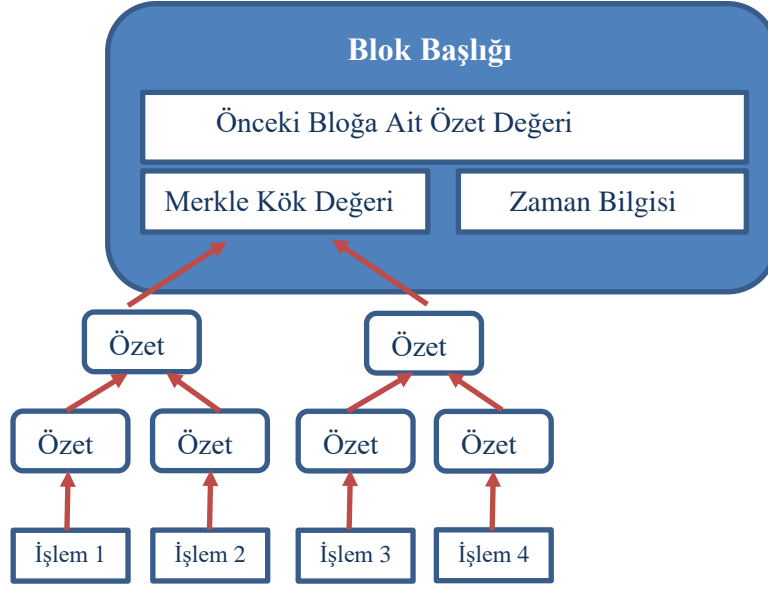 Blok Başlığı
Önceki Bloğa Ait Özet Değeri
Merkle Kök Değeri
Zaman Bilgisi
Özet
Özet
Özet
Özet
Özet
Özet
İşlem 1
İşlem 2
İşlem 3
İşlem 4